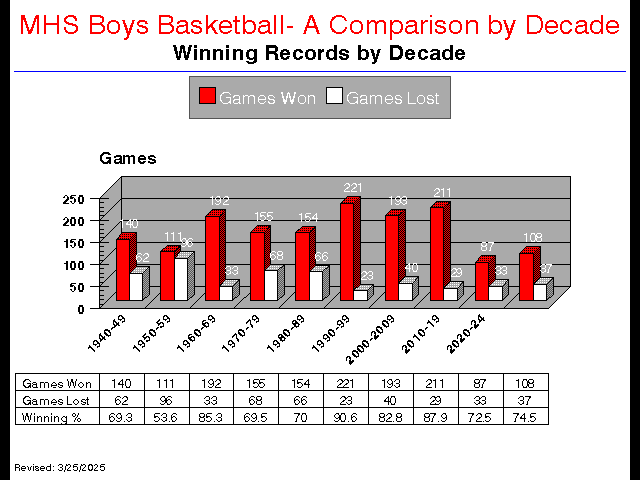 MHS Boys Basketball- A Comparison by Decade
Winning Records by Decade
Games Won Games Lost
Games
250
200
150
100
50
0
140 62 111 96 192 33 155 68 154 66 221 23 193 40 211 29 87 33 108 37
1940-49 1950-59 1960-69 1970-79 1980-89 1990-99 2000-2009 2010-19 2020-24
Games Won 140 111 192 155 154 221 193 211 87 108
Games Lost 62 96 33 68 66 23 40 29 33 37
Winning % 69.3 53.6 85.3 69.5 70 90.6 82.8 87.9 72.5 74.5
Revised: 3/25/2025